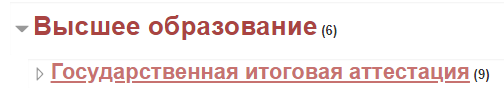 Высшее образование (6)
Государственная итоговая аттестация (9)